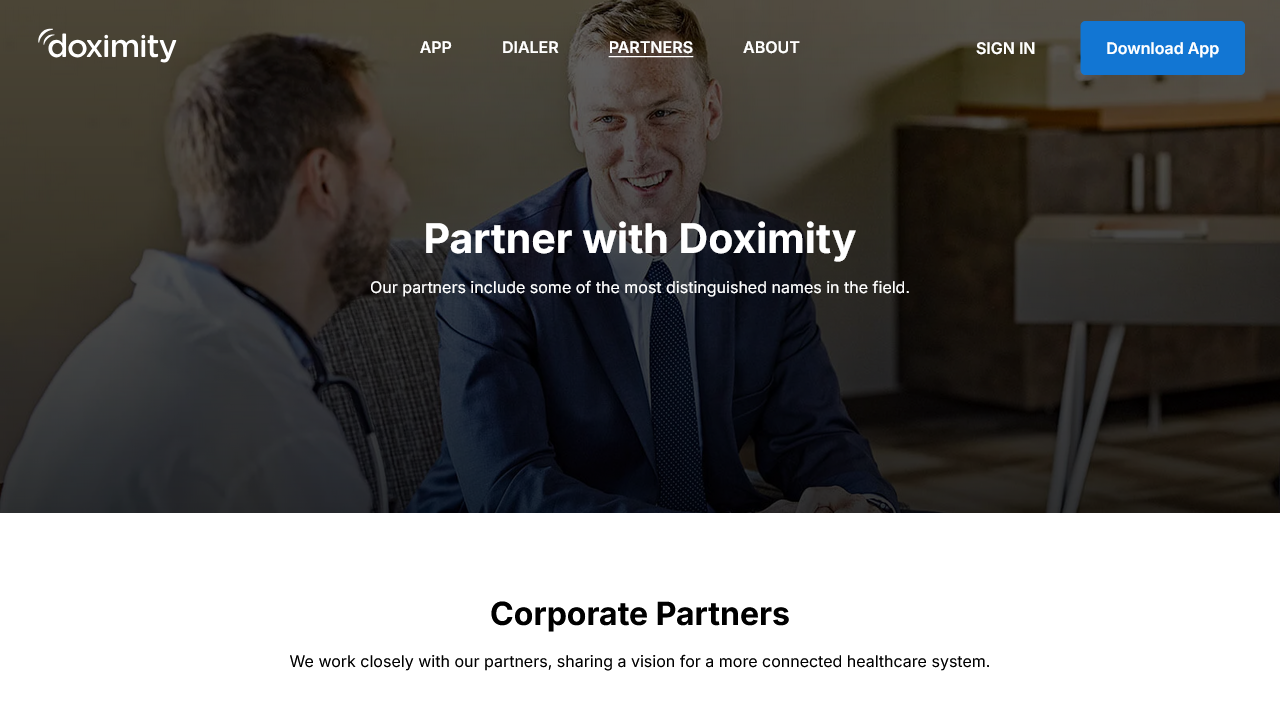 doximity
APP DIALER PARTNERS ABOUT SIGN IN Download App
Partner with Doximity
Our partners include some of the most distinguished names in the field.
Corporate Partners
We work closely with our partners, sharing a vision for a more connected healthcare system.